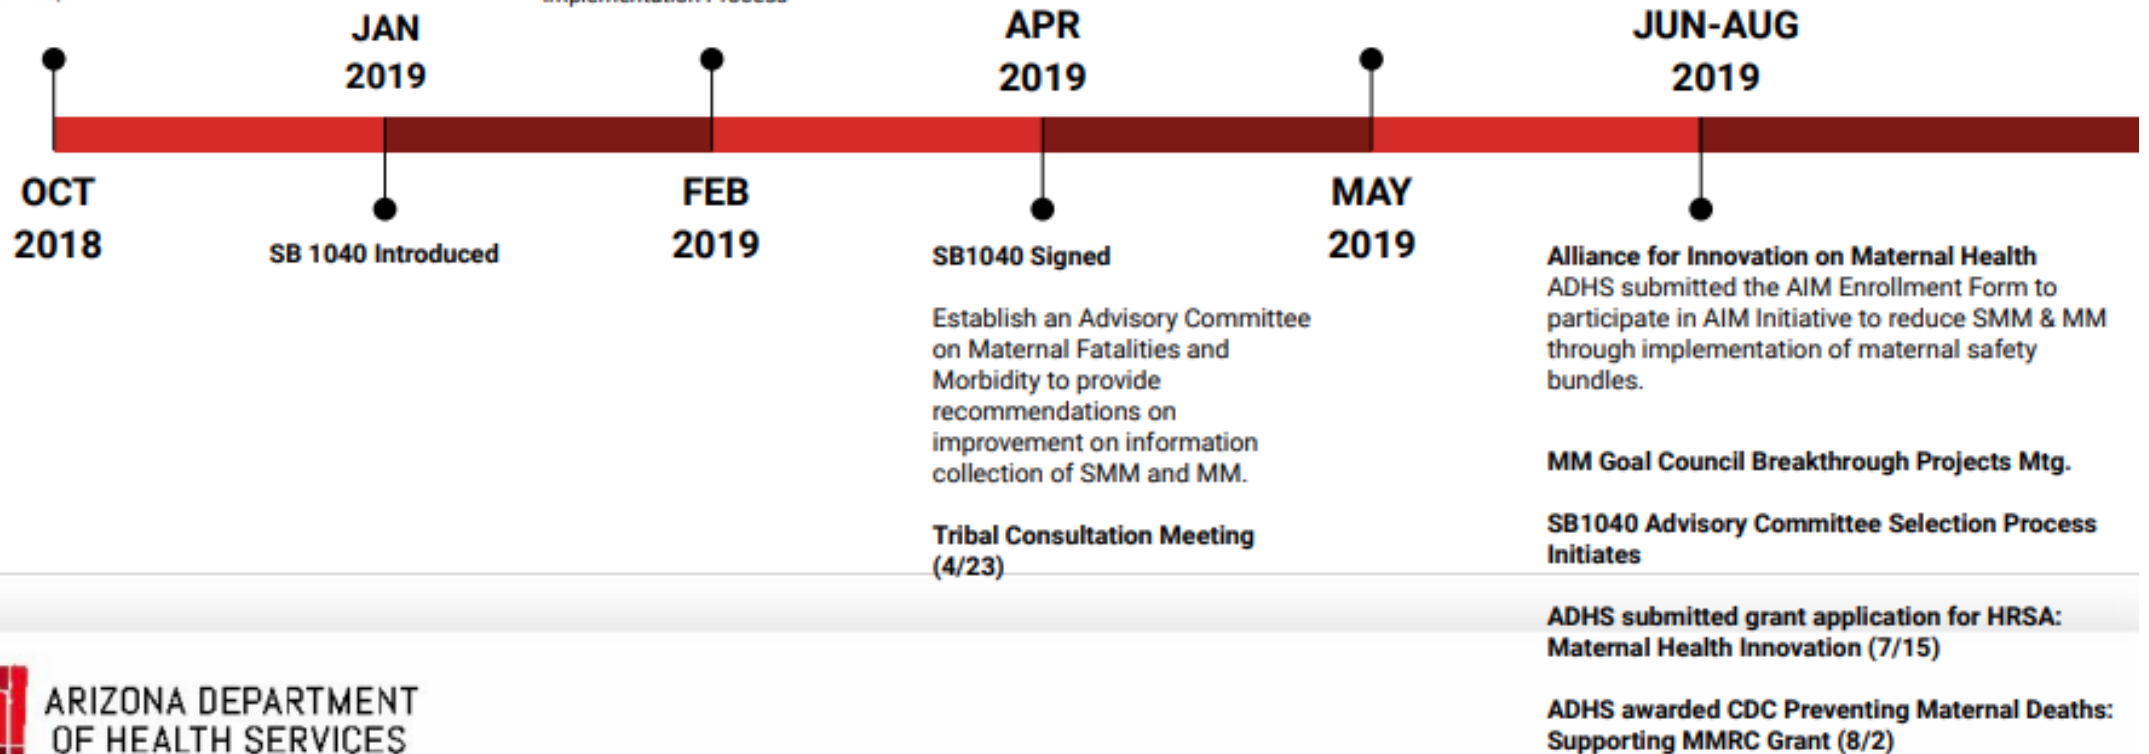 Implementation Process
JAN
2019
APR
2019
JUN-AUG
2019
OCT
2018
SB 1040 Introduced
FEB
2019
SB1040 Signed
Establish an Advisory Committee
on Maternal Fatalities and
Morbidity to provide
recommendations on
improvement on information
collection of SMM and MM.
Tribal Consultation Meeting
(4/23)
MAY
2019
Alliance for Innovation on Maternal Health
ADHS submitted the AIM Enrollment Form to
participate in AIM Initiative to reduce SMM & MM
through implementation of maternal safety
bundles.
MM Goal Council Breakthrough Projects Mtg.
SB1040 Advisory Committee Selection Process
Initiates
ADHS submitted grant application for HRSA:
Maternal Health Innovation (7/15)
ADHS awarded CDC Preventing Maternal Deaths:
Supporting MMRC Grant (8/2)
ARIZONA DEPARTMENT
OF HEALTH SERVICES